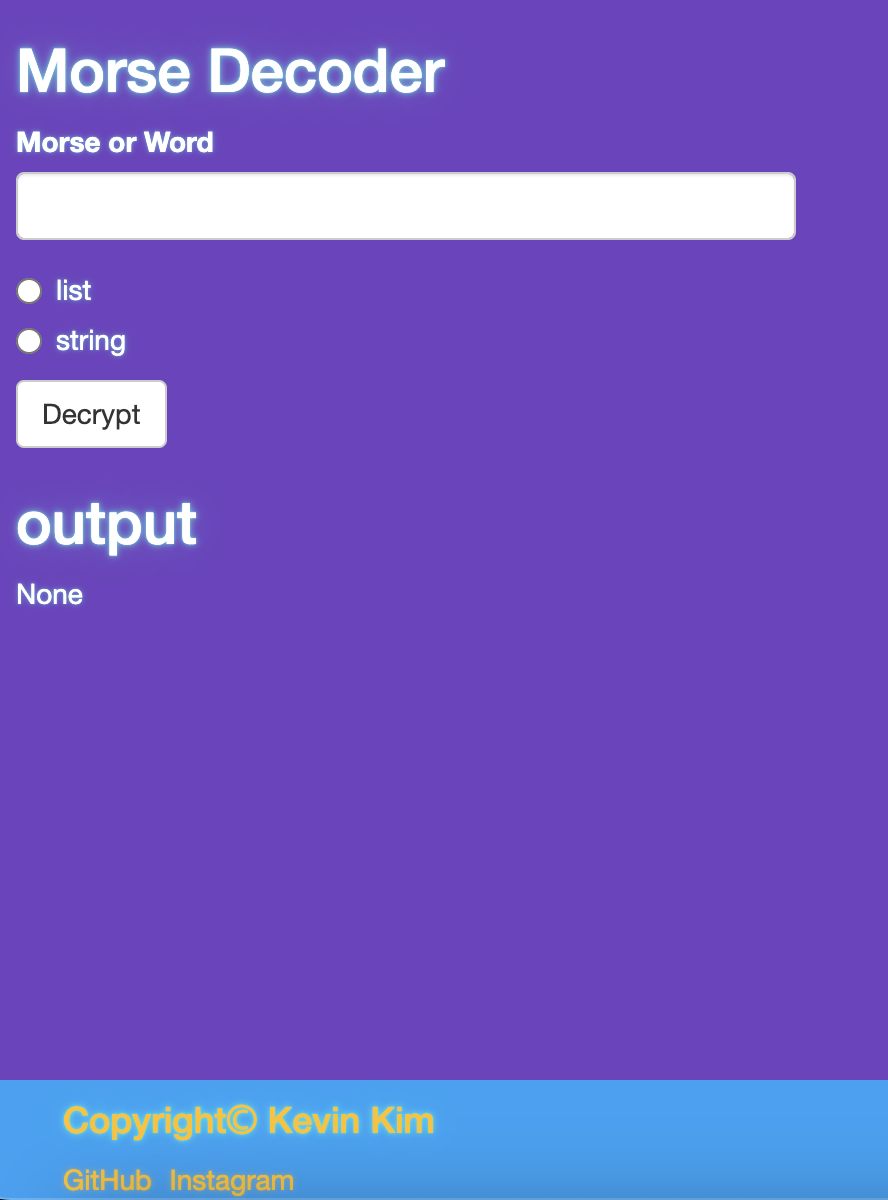 Morse Decoder
Morse or Word
list
string
Decrypt
output
None
Copyright© Kevin Kim
GitHub Instagram